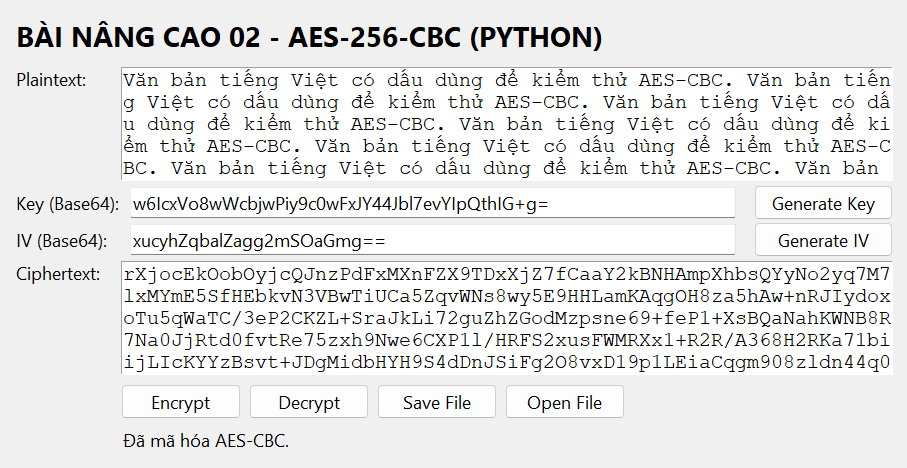 BÀI NÂNG CAO 02 - AES-256-CBC (PYTHON)
Plaintext:
Văn bản tiếng Việt có dấu dùng để kiểm thử AES-CBC. Văn bản tiến
g Việt có dấu dùng để kiểm thử AES-CBC. Văn bản tiếng Việt có dấ
u dùng để kiểm thử AES-CBC. Văn bản tiếng Việt có dấu dùng để ki
ểm thử AES-CBC. Văn bản tiếng Việt có dấu dùng để kiểm thử AES-C
BC. Văn bản tiếng Việt có dấu dùng để kiểm thử AES-CBC. Văn bản
Key (Base64): w6IcxVo8wWcbjwPiy9c0wFxJY44Jbl7evYIpQthIG+g= Generate Key
IV (Base64): xucyhZqbalZagg2mSOaGmg== Generate IV
Ciphertext:
rXjocEkOobOyjcQJnzPdFxMXnFZX9TDxXjZ7fCaaY2kBNHAmpXhbsQYyNo2yq7M7
lxMYmE5SfHEbkvN3VBwTiUCa5ZqvWNs8wy5E9HHLamKAqgOH8za5hAw+nRJIydox
oTu5qWaTC/3eP2CKZL+SraJkLi72guZhZGodMzpsne69+feP1+XsBQaNahKWNB8R
7Na0JjRtd0fvtRe75zxh9Nwe6CXP1l/HRFS2xusFWMRXx1+R2R/A368H2RKa71bi
ijLIcKYYzBsvt+JDgMidbHYH9S4dDnJSiFg2O8vxD19p1LEiaCqgm908zldn44q0
Encrypt Decrypt Save File Open File
Đã mã hóa AES-CBC.